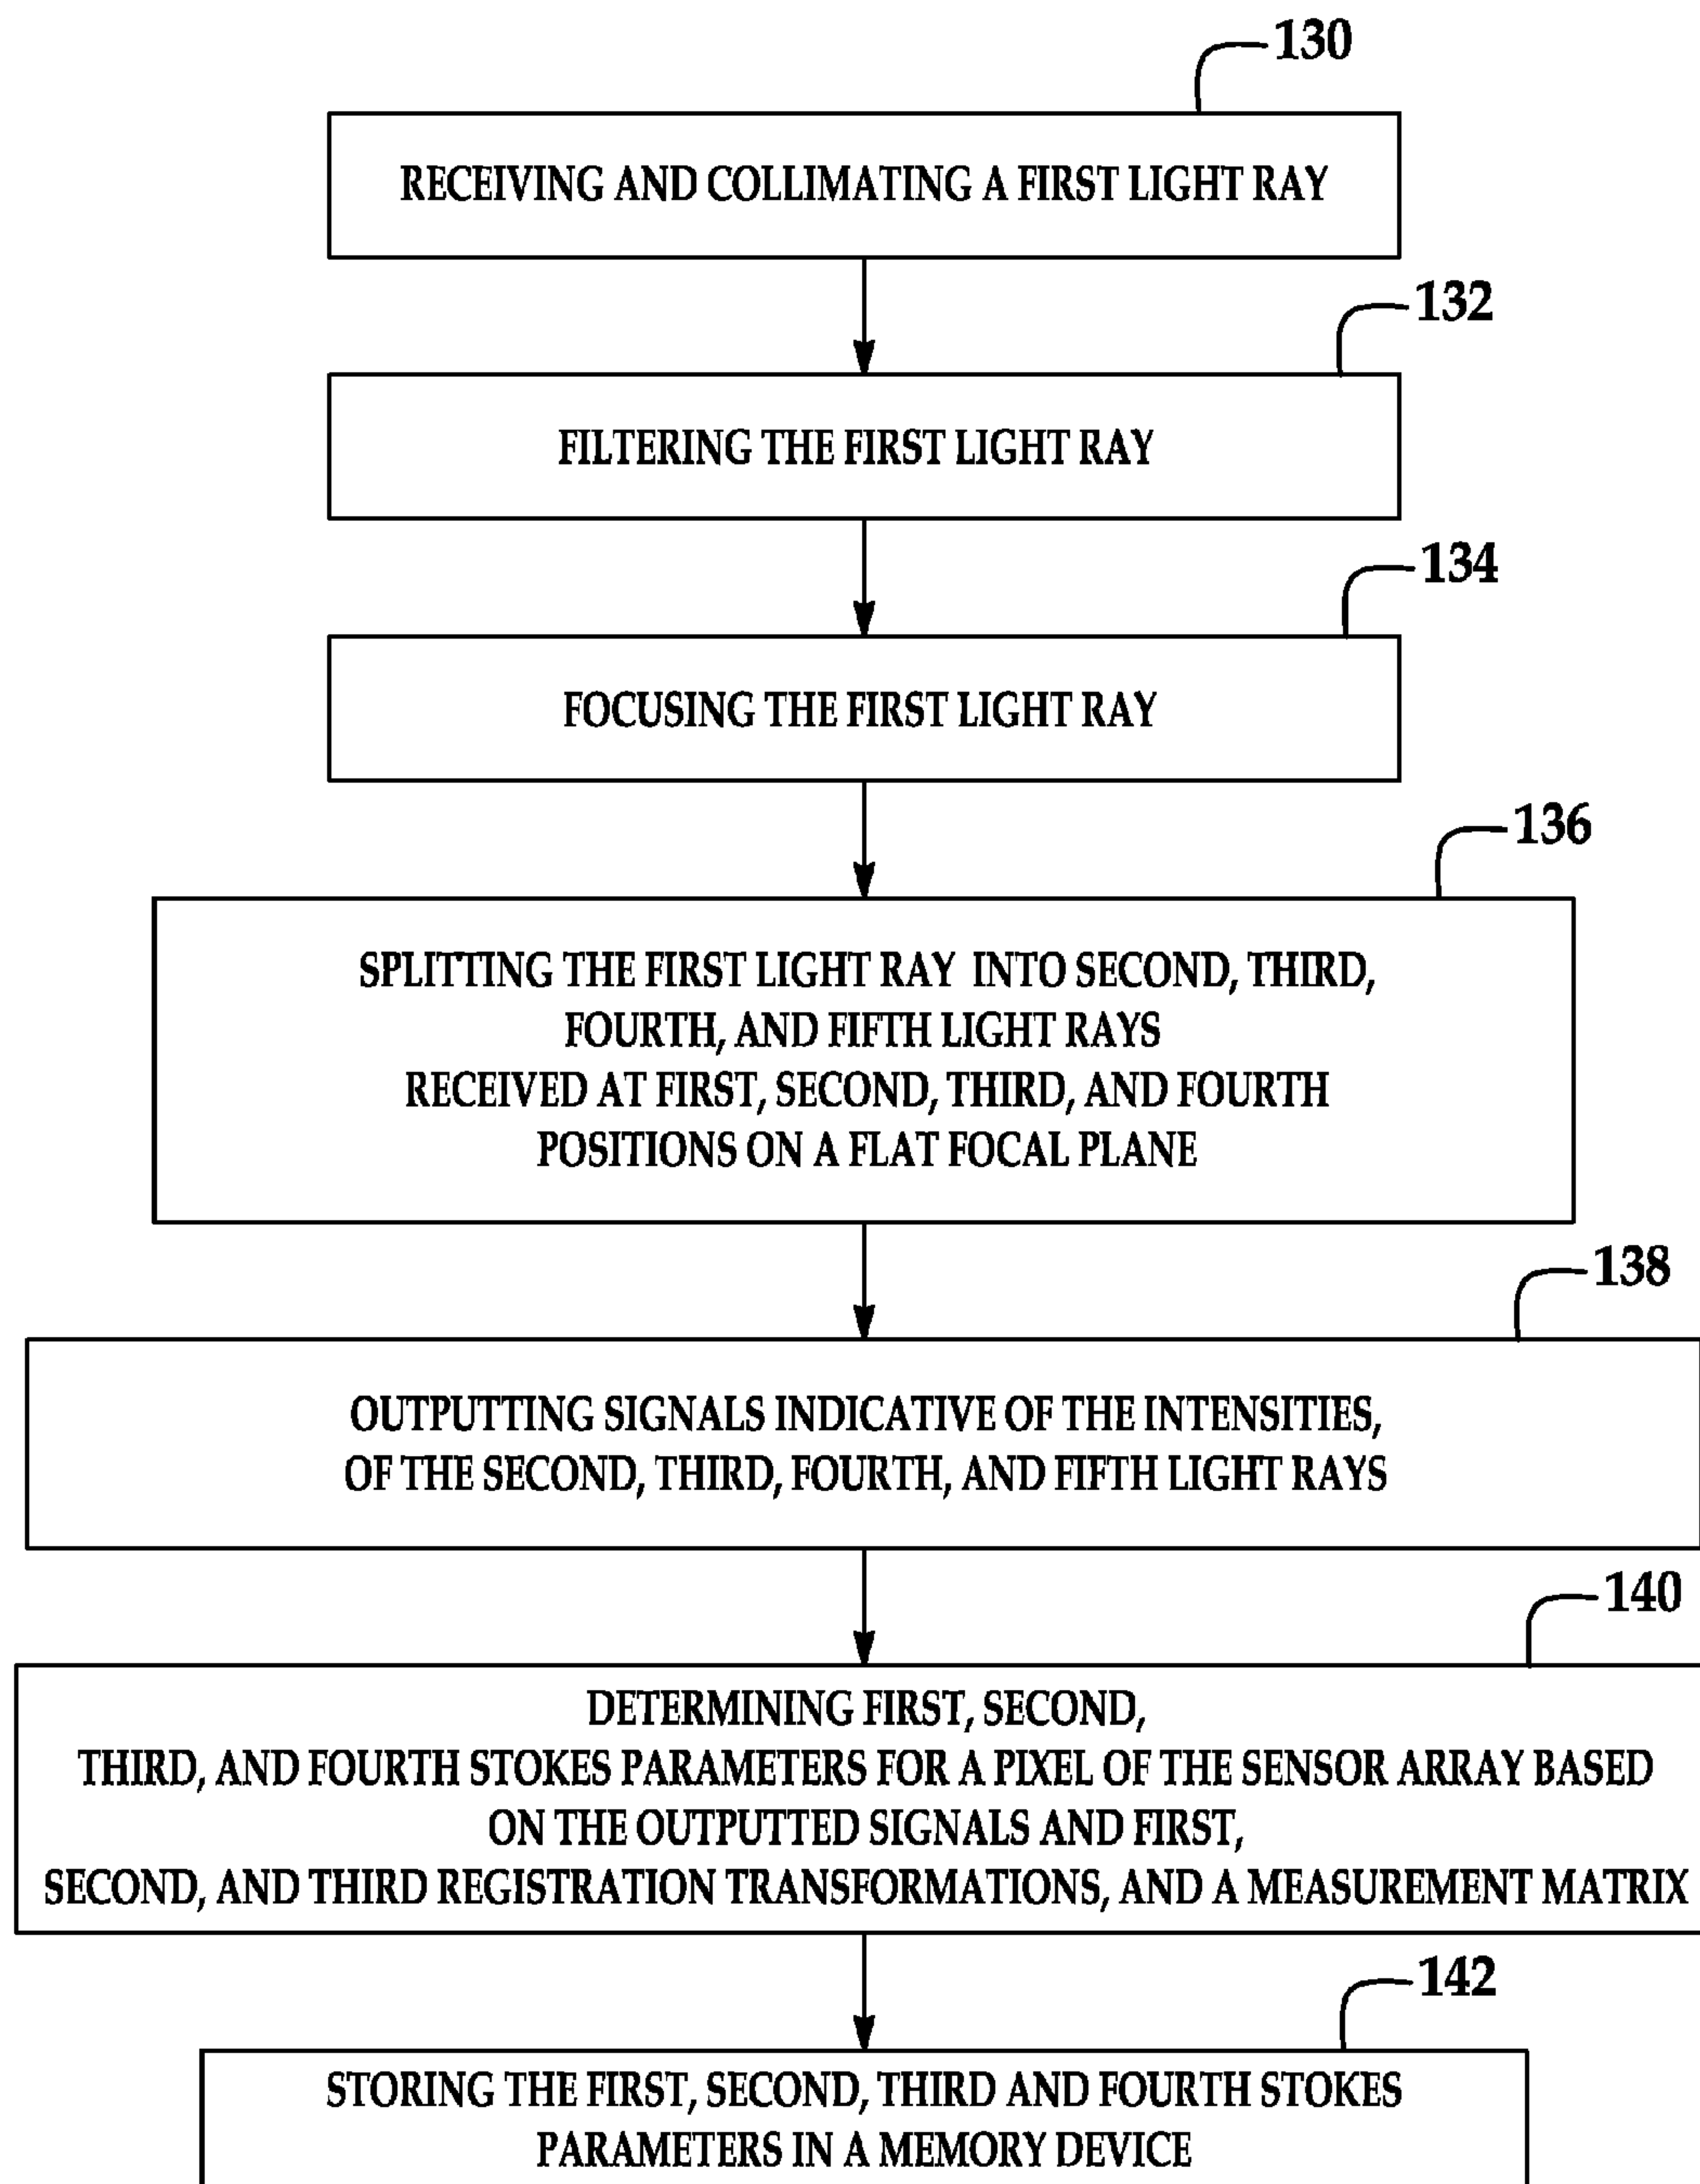 130
RECEIVING AND COLLIMATING A FIRST LIGHT RAY
132
FILTERING THE FIRST LIGHT RAY
134
FOCUSING THE FIRST LIGHT RAY
136
SPLITTING THE FIRST LIGHT RAY INTO SECOND, THIRD,
FOURTH, AND FIFTH LIGHT RAYS
RECEIVED AT FIRST, SECOND, THIRD, AND FOURTH
POSITIONS ON A FLAT FOCAL PLANE
138
OUTPUTTING SIGNALS INDICATIVE OF THE INTENSITIES,
OF THE SECOND, THIRD, FOURTH, AND FIFTH LIGHT RAYS
140
DETERMINING FIRST, SECOND,
THIRD, AND FOURTH STOKES PARAMETERS FOR A PIXEL OF THE SENSOR ARRAY BASED
ON THE OUTPUTTED SIGNALS AND FIRST,
SECOND, AND THIRD REGISTRATION TRANSFORMATIONS, AND A MEASUREMENT MATRIX
142
STORING THE FIRST, SECOND, THIRD AND FOURTH STOKES
PARAMETERS IN A MEMORY DEVICE